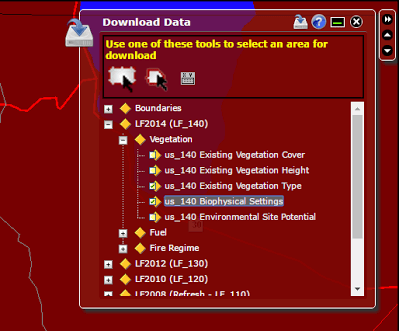 Download Data
Use one of these tools to select an area for
download
X,Y
Boundaries
LF2014 (LF_140)
Vegetation
us_140 Existing Vegetation Cover
us_140 Existing Vegetation Height
us_140 Existing Vegetation Type
us_140 Biophysical Settings
us_140 Environmental Site Potential
Fuel
Fire Regime
LF2012 (LF_130)
LF2010 (LF_120)
LF2008 (Refresh - LF_110)